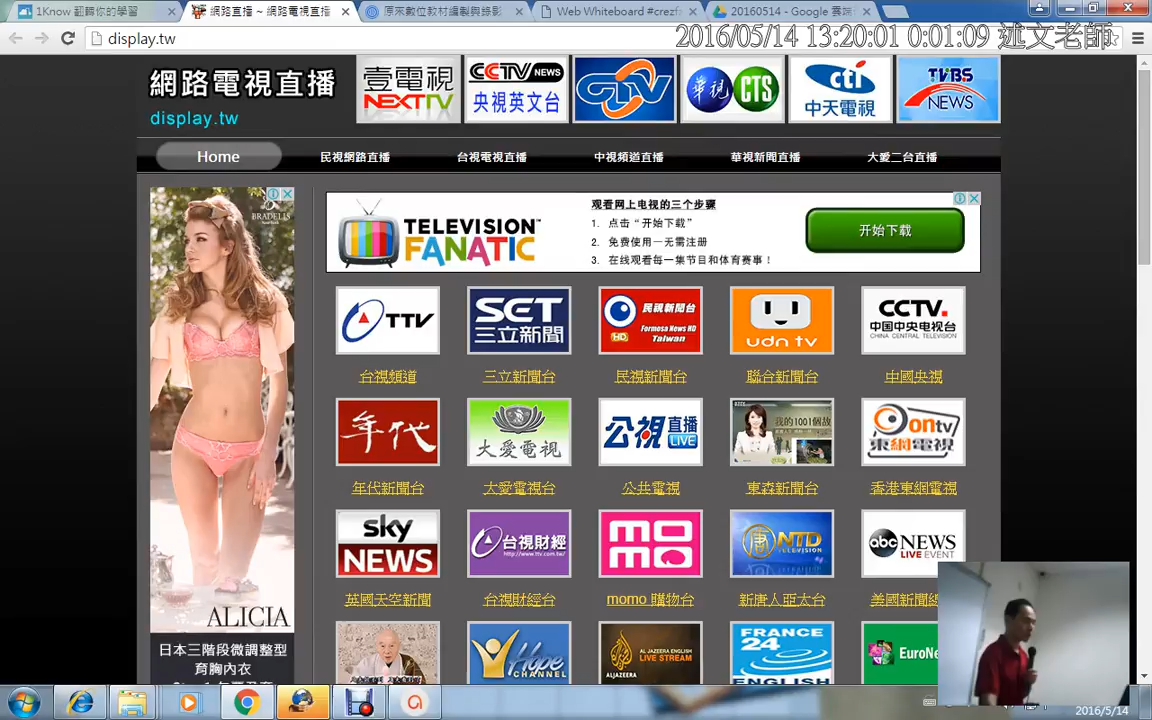 1Know 翻轉你的學習
網路直播 ~ 網路電視直播
原來數位教材編製與錄影
Web Whiteboard #crezf
20160514 - Google 雲端
display.tw
2016/05/14 13:20:01 0:01:09 述文老師
網路電視直播
display.tw
壹電視
NEXTTV
CCTV NEWS
央視英文台
CTV
華視 CTS
cti
中天電視
TVBS
NEWS
Home
民視網路直播
台視電視直播
中視頻道直播
華視新聞直播
大愛二台直播
BRADELIS
ALICIA
日本三階段微調整型
育胸內衣
TELEVISION
FANATIC
观看网上电视的三个步骤
1. 点击“开始下载”
2. 免费使用－无需注册
3. 在线观看每一集节目和体育赛事！
开始下载
TTV
SET
三立新聞
民視新聞台
Formosa News HD
HD Taiwan
udn tv
CCTV.
中国中央电视台
CHINA CENTRAL TELEVISION
台視頻道
三立新聞台
民視新聞台
聯合新聞台
中國央視
年代
大愛電視
公視 直播
LIVE
我的1001個故
ontv
東網電視
年代新聞台
大愛電視台
公共電視
東森新聞台
香港東網電視
sky
NEWS
台視財經
http://www.ttv.com.tw/
momo
唐 NTD
TELEVISION
abc NEWS
LIVE EVENT
英國天空新聞
台視財經台
momo 購物台
新唐人亞太台
美國新聞
Hope
CHANNEL
AL JAZEERA ENGLISH
LIVE STREAM
ALJAZEERA
FRANCE
24
ENGLISH
EuroNe
2016/5/14